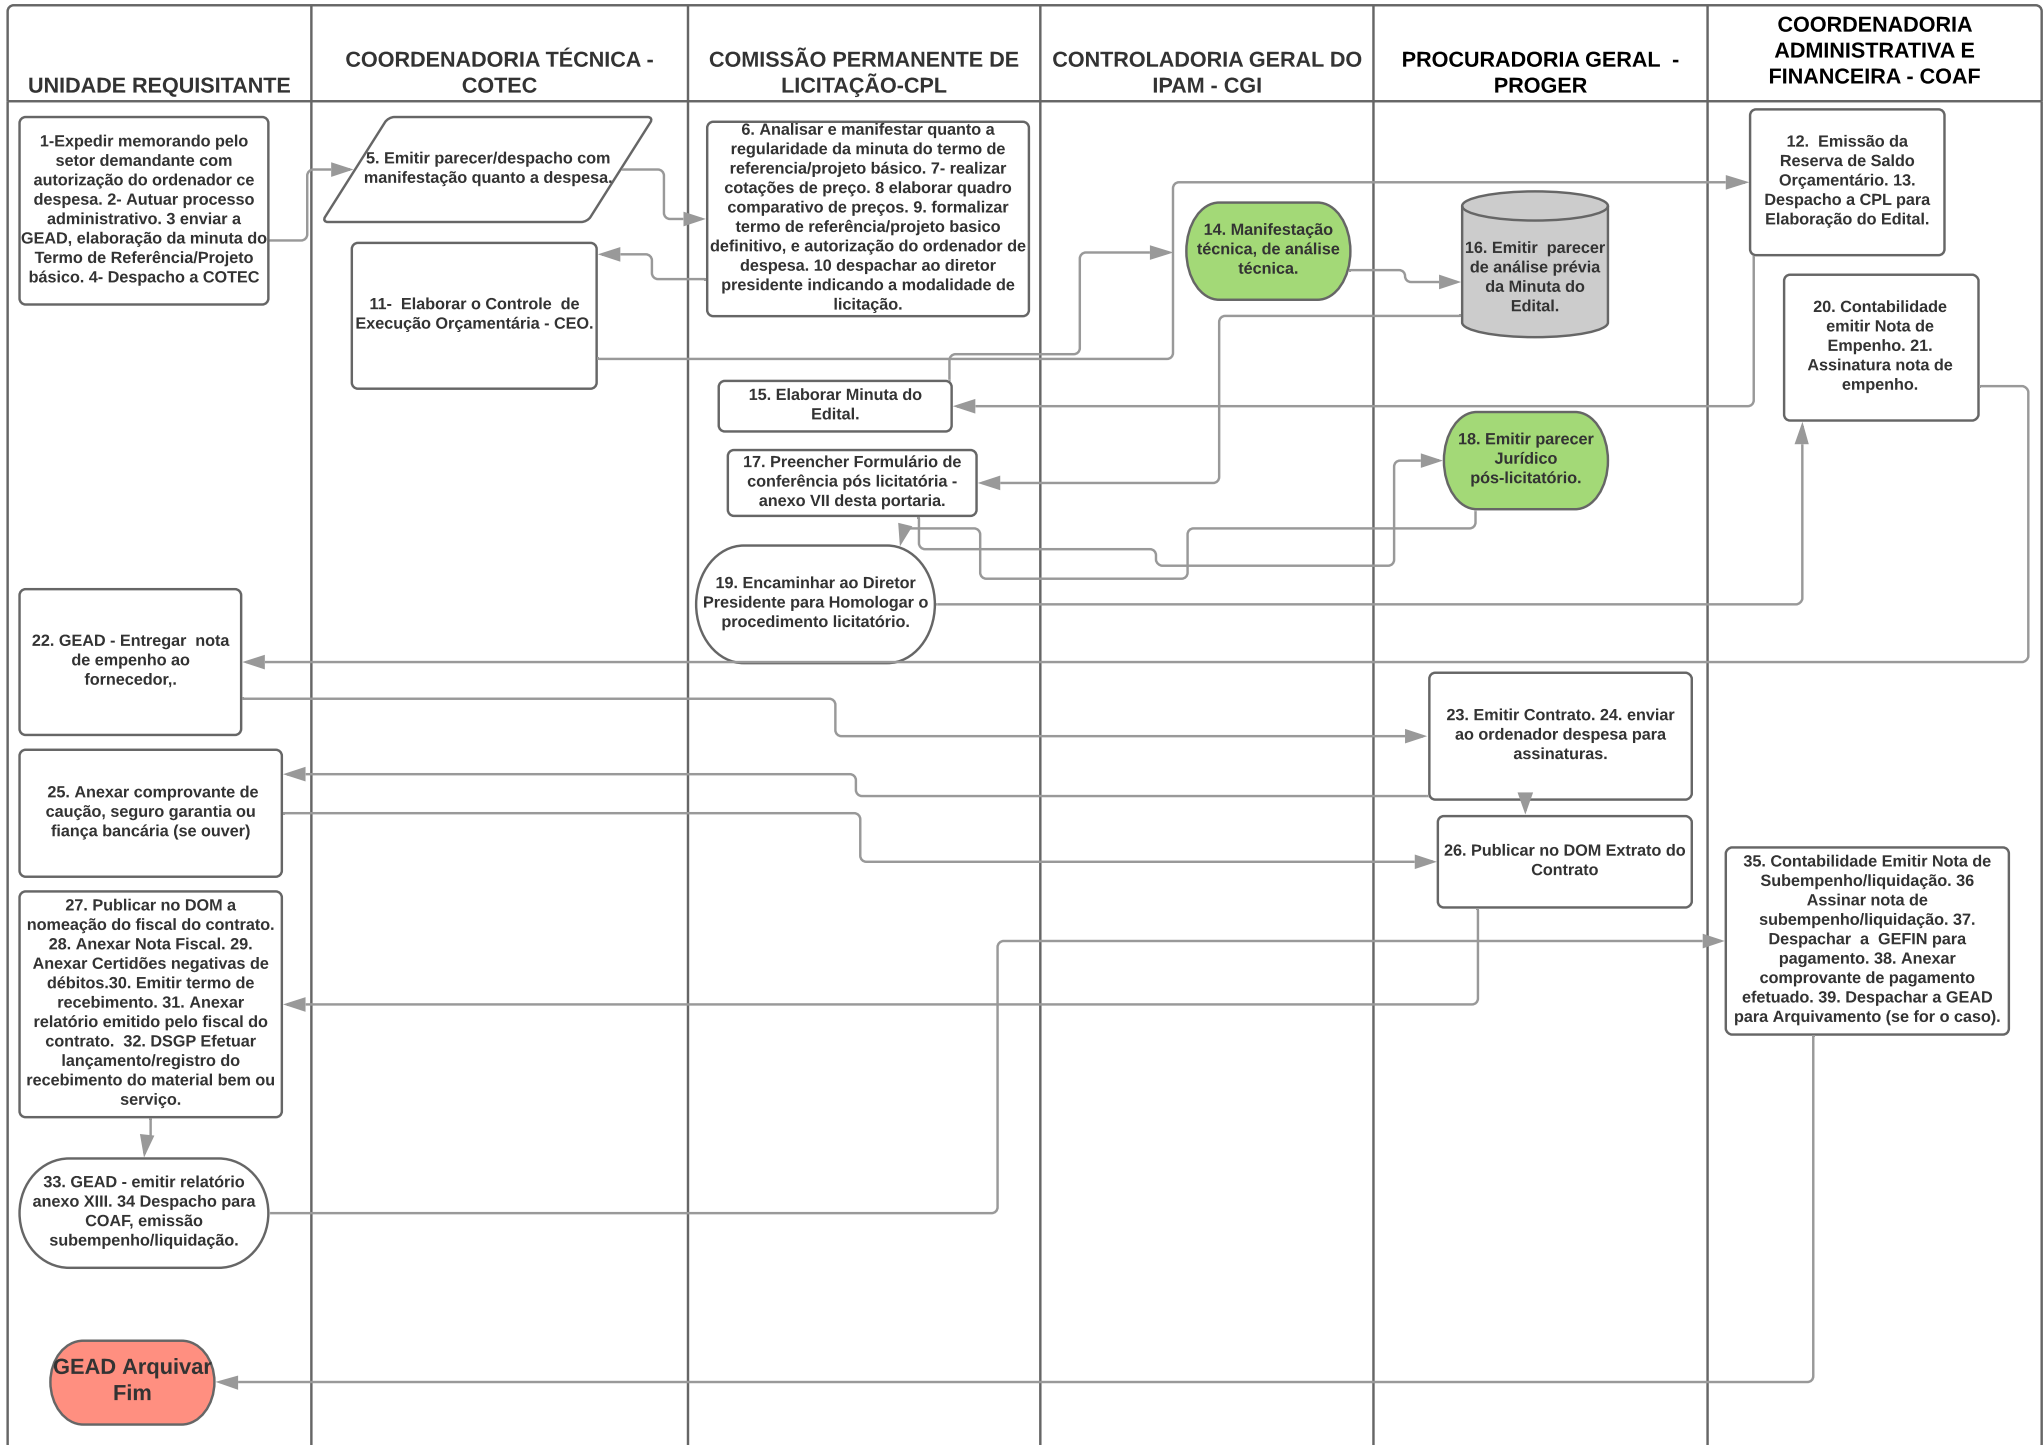 UNIDADE REQUISITANTE
COORDENADORIA TÉCNICA -
COTEC
COMISSÃO PERMANENTE DE
LICITAÇÃO-CPL
CONTROLADORIA GERAL DO
IPAM - CGI
PROCURADORIA GERAL  -
PROGER
COORDENADORIA
ADMINISTRATIVA E
FINANCEIRA - COAF
1-Expedir memorando pelo
setor demandante com
autorização do ordenador ce
despesa. 2- Autuar processo
administrativo. 3 enviar a
GEAD, elaboração da minuta do
Termo de Referência/Projeto
básico. 4- Despacho a COTEC
5. Emitir parecer/despacho com
manifestação quanto a despesa.
6. Analisar e manifestar quanto a
regularidade da minuta do termo de
referencia/projeto básico. 7- realizar
cotações de preço. 8 elaborar quadro
comparativo de preços. 9. formalizar
termo de referência/projeto basico
definitivo, e autorização do ordenador de
despesa. 10 despachar ao diretor
presidente indicando a modalidade de
licitação.
11-  Elaborar o Controle  de
Execução Orçamentária - CEO.
12.  Emissão da
Reserva de Saldo
Orçamentário. 13.
Despacho a CPL para
Elaboração do Edital.
14. Manifestação
técnica, de análise
técnica.
15. Elaborar Minuta do
Edital.
16. Emitir  parecer
de análise prévia
da Minuta do
Edital.
17. Preencher Formulário de
conferência pós licitatória -
anexo VII desta portaria.
18. Emitir parecer
Jurídico
pós-licitatório.
19. Encaminhar ao Diretor
Presidente para Homologar o
procedimento licitatório.
20. Contabilidade
emitir Nota de
Empenho. 21.
Assinatura nota de
empenho.
22. GEAD - Entregar  nota
de empenho ao
fornecedor,.
23. Emitir Contrato. 24. enviar
ao ordenador despesa para
assinaturas.
25. Anexar comprovante de
caução, seguro garantia ou
fiança bancária (se ouver)
26. Publicar no DOM Extrato do
Contrato
27. Publicar no DOM a
nomeação do fiscal do contrato.
28. Anexar Nota Fiscal. 29.
Anexar Certidões negativas de
débitos.30. Emitir termo de
recebimento. 31. Anexar
relatório emitido pelo fiscal do
contrato.  32. DSGP Efetuar
lançamento/registro do
recebimento do material bem ou
serviço.
33. GEAD - emitir relatório
anexo XIII. 34 Despacho para
COAF, emissão
subempenho/liquidação.
35. Contabilidade Emitir Nota de
Subempenho/liquidação. 36
Assinar nota de
subempenho/liquidação. 37.
Despachar  a  GEFIN para
pagamento. 38. Anexar
comprovante de pagamento
efetuado. 39. Despachar a GEAD
para Arquivamento (se for o caso).
GEAD Arquivar
Fim